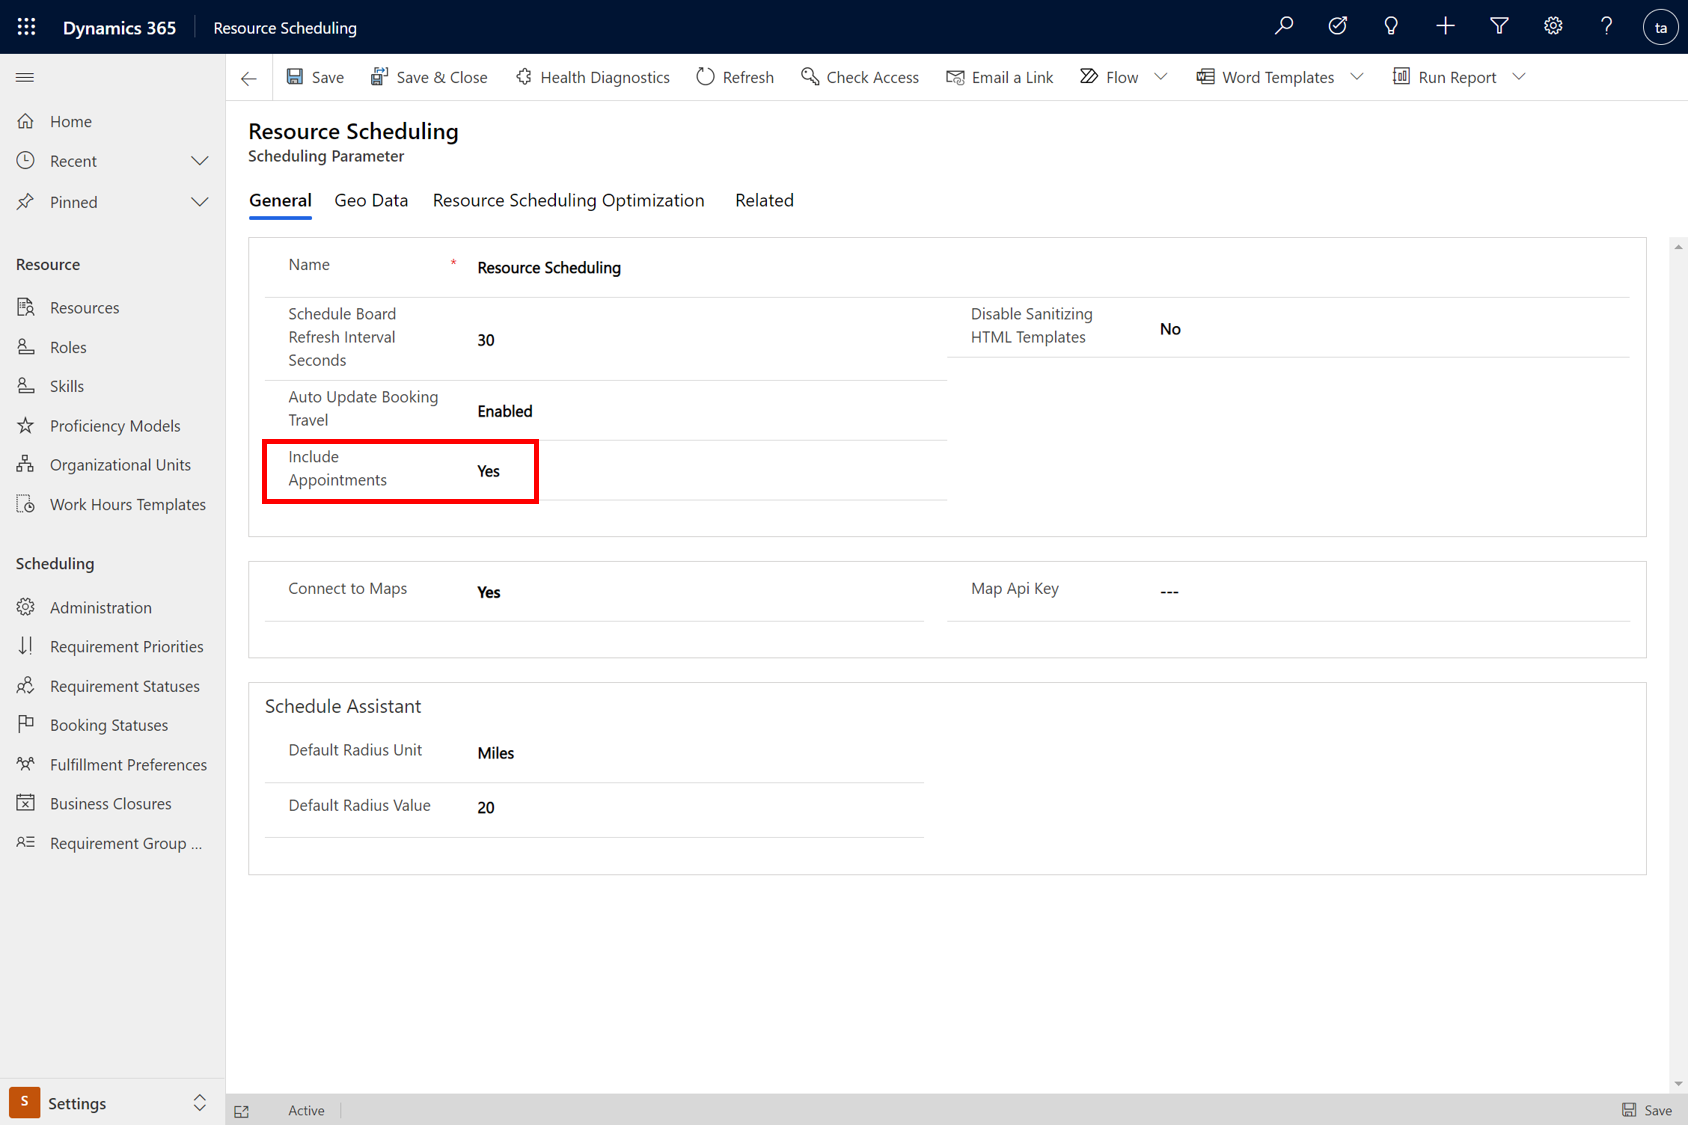 Dynamics 365
Resource Scheduling
ta
Save
Save & Close
Health Diagnostics
Refresh
Check Access
Email a Link
Flow
Word Templates
Run Report
Home
Recent
Pinned
Resource
Resources
Roles
Skills
Proficiency Models
Organizational Units
Work Hours Templates
Scheduling
Administration
Requirement Priorities
Requirement Statuses
Booking Statuses
Fulfillment Preferences
Business Closures
Requirement Group ...
S
Settings
Resource Scheduling
Scheduling Parameter
General
Geo Data
Resource Scheduling Optimization
Related
Name
*
Resource Scheduling
Schedule Board
Refresh Interval
Seconds
30
Disable Sanitizing
HTML Templates
No
Auto Update Booking
Travel
Enabled
Include
Appointments
Yes
Connect to Maps
Yes
Map Api Key
---
Schedule Assistant
Default Radius Unit
Miles
Default Radius Value
20
Active
Save